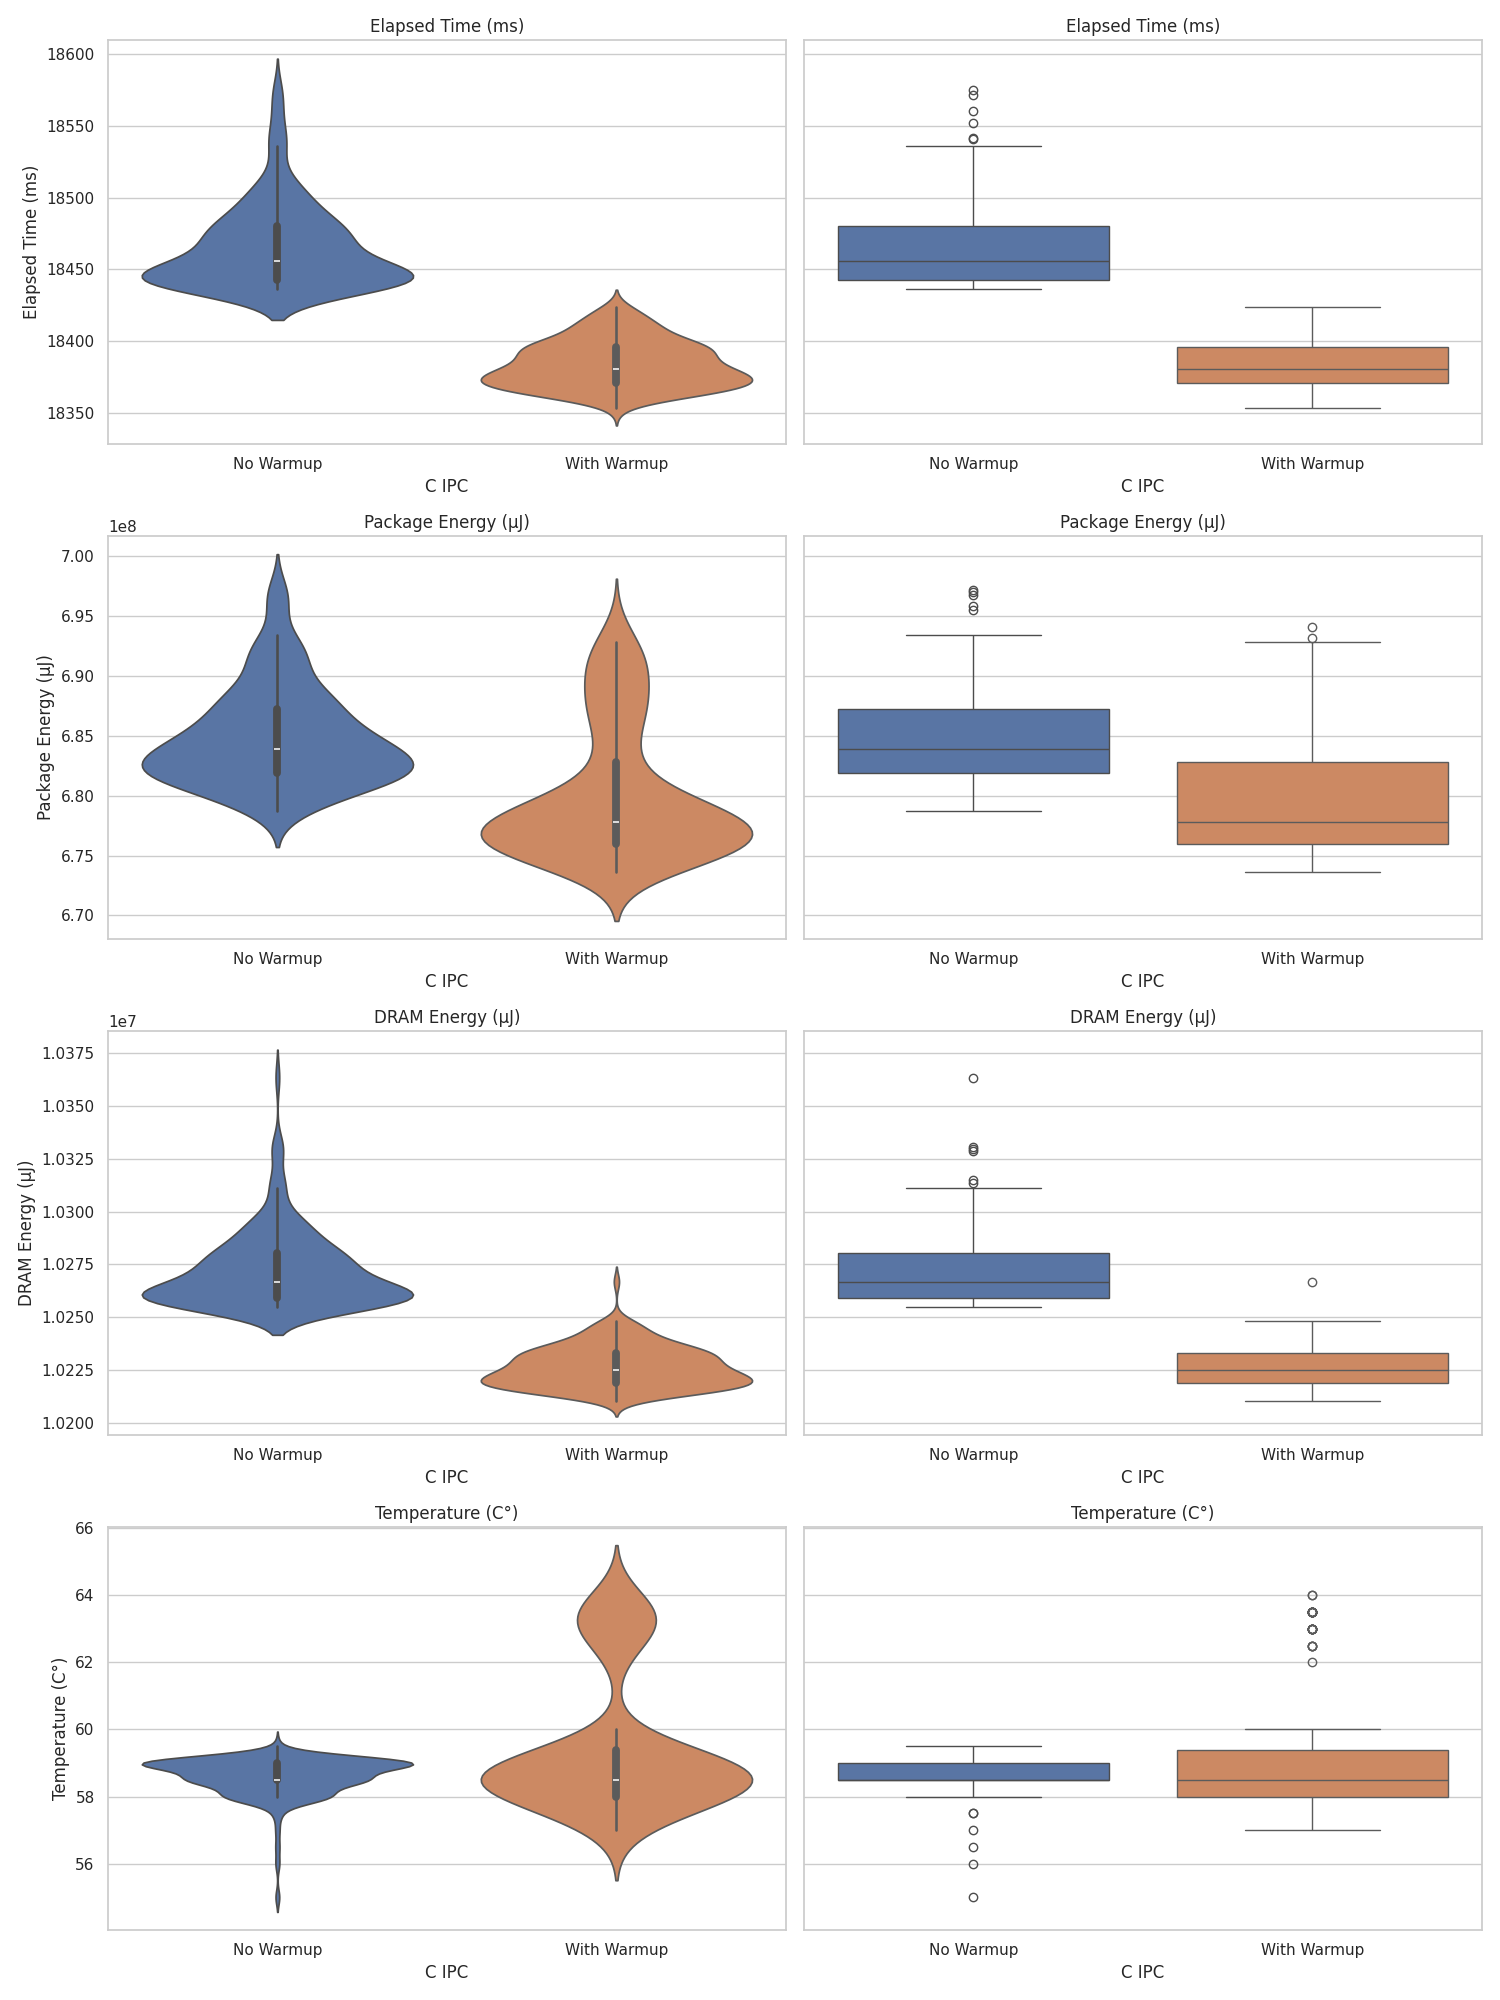 Elapsed Time (ms)
Elapsed Time (ms)
18600
18550
18500
18450
18400
18350
Elapsed Time (ms)
No Warmup
With Warmup
No Warmup
With Warmup
C IPC
C IPC
1e8
Package Energy (µJ)
Package Energy (µJ)
7.00
6.95
6.90
6.85
6.80
6.75
6.70
Package Energy (µJ)
No Warmup
With Warmup
No Warmup
With Warmup
C IPC
C IPC
1e7
DRAM Energy (µJ)
DRAM Energy (µJ)
1.0375
1.0350
1.0325
1.0300
1.0275
1.0250
1.0225
1.0200
DRAM Energy (µJ)
No Warmup
With Warmup
No Warmup
With Warmup
C IPC
C IPC
Temperature (C°)
Temperature (C°)
66
64
62
60
58
56
Temperature (C°)
No Warmup
With Warmup
No Warmup
With Warmup
C IPC
C IPC